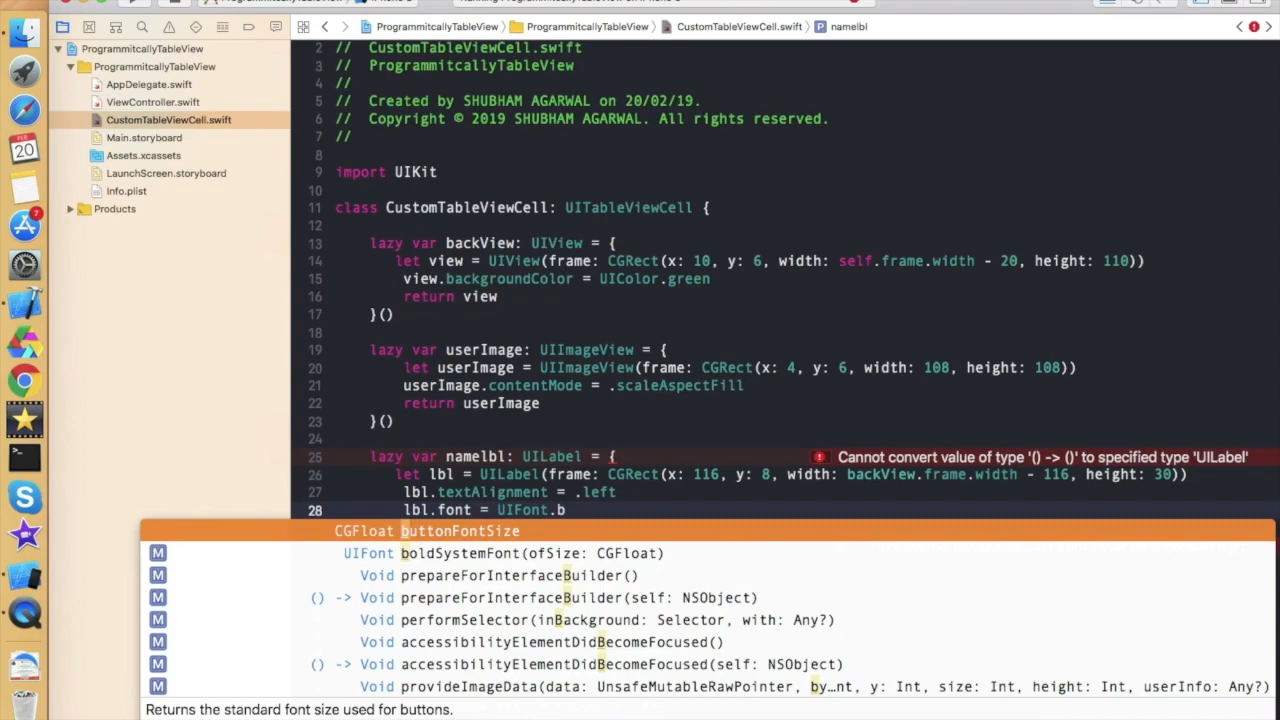 ProgrammitcallyTableView
ProgrammitcallyTableView
CustomTableViewCell.swift
P namelbl
ProgrammitcallyTableView
ProgrammitcallyTableView
AppDelegate.swift
ViewController.swift
CustomTableViewCell.swift
Main.storyboard
Assets.xcassets
LaunchScreen.storyboard
Info.plist
Products
FEB
20
7
2 // CustomTableViewCell.swift
3 // ProgrammitcallyTableView
4 //
5 // Created by SHUBHAM AGARWAL on 20/02/19.
6 // Copyright © 2019 SHUBHAM AGARWAL. All rights reserved.
7 //
8
9 import UIKit
10
11 class CustomTableViewCell: UITableViewCell {
12
13 lazy var backView: UIView = {
14 let view = UIView(frame: CGRect(x: 10, y: 6, width: self.frame.width - 20, height: 110))
15 view.backgroundColor = UIColor.green
16 return view
17 }()
18
19 lazy var userImage: UIImageView = {
20 let userImage = UIImageView(frame: CGRect(x: 4, y: 6, width: 108, height: 108))
21 userImage.contentMode = .scaleAspectFill
22 return userImage
23 }()
24
25 lazy var namelbl: UILabel = {
Cannot convert value of type '() -> ()' to specified type 'UILabel'
26 let lbl = UILabel(frame: CGRect(x: 116, y: 8, width: backView.frame.width - 116, height: 30))
27 lbl.textAlignment = .left
28 lbl.font = UIFont.b
CGFloat buttonFontSize
M UIFont boldSystemFont(ofSize: CGFloat)
M Void prepareForInterfaceBuilder()
M () -> Void prepareForInterfaceBuilder(self: NSObject)
M Void performSelector(inBackground: Selector, with: Any?)
M Void accessibilityElementDidBecomeFocused()
M () -> Void accessibilityElementDidBecomeFocused(self: NSObject)
M Void provideImageData(data: UnsafeMutableRawPointer, by…nt, y: Int, size: Int, height: Int, userInfo: Any?)
Returns the standard font size used for buttons.